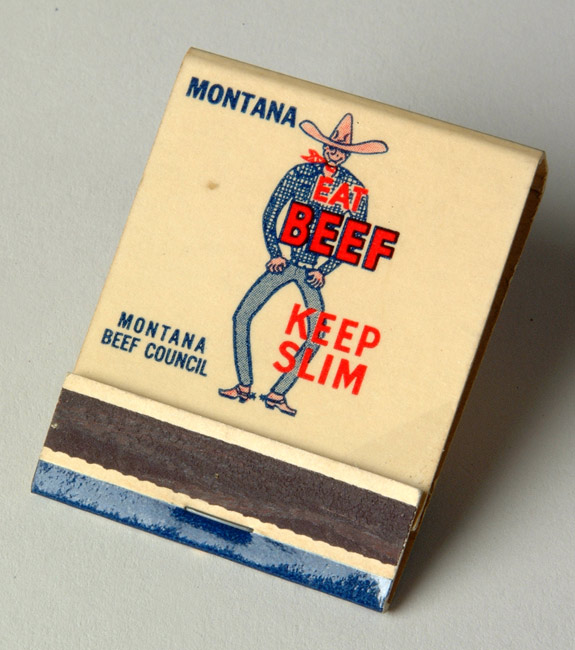 MONTANA
EAT
BEEF
KEEP
SLIM
MONTANA
BEEF COUNCIL